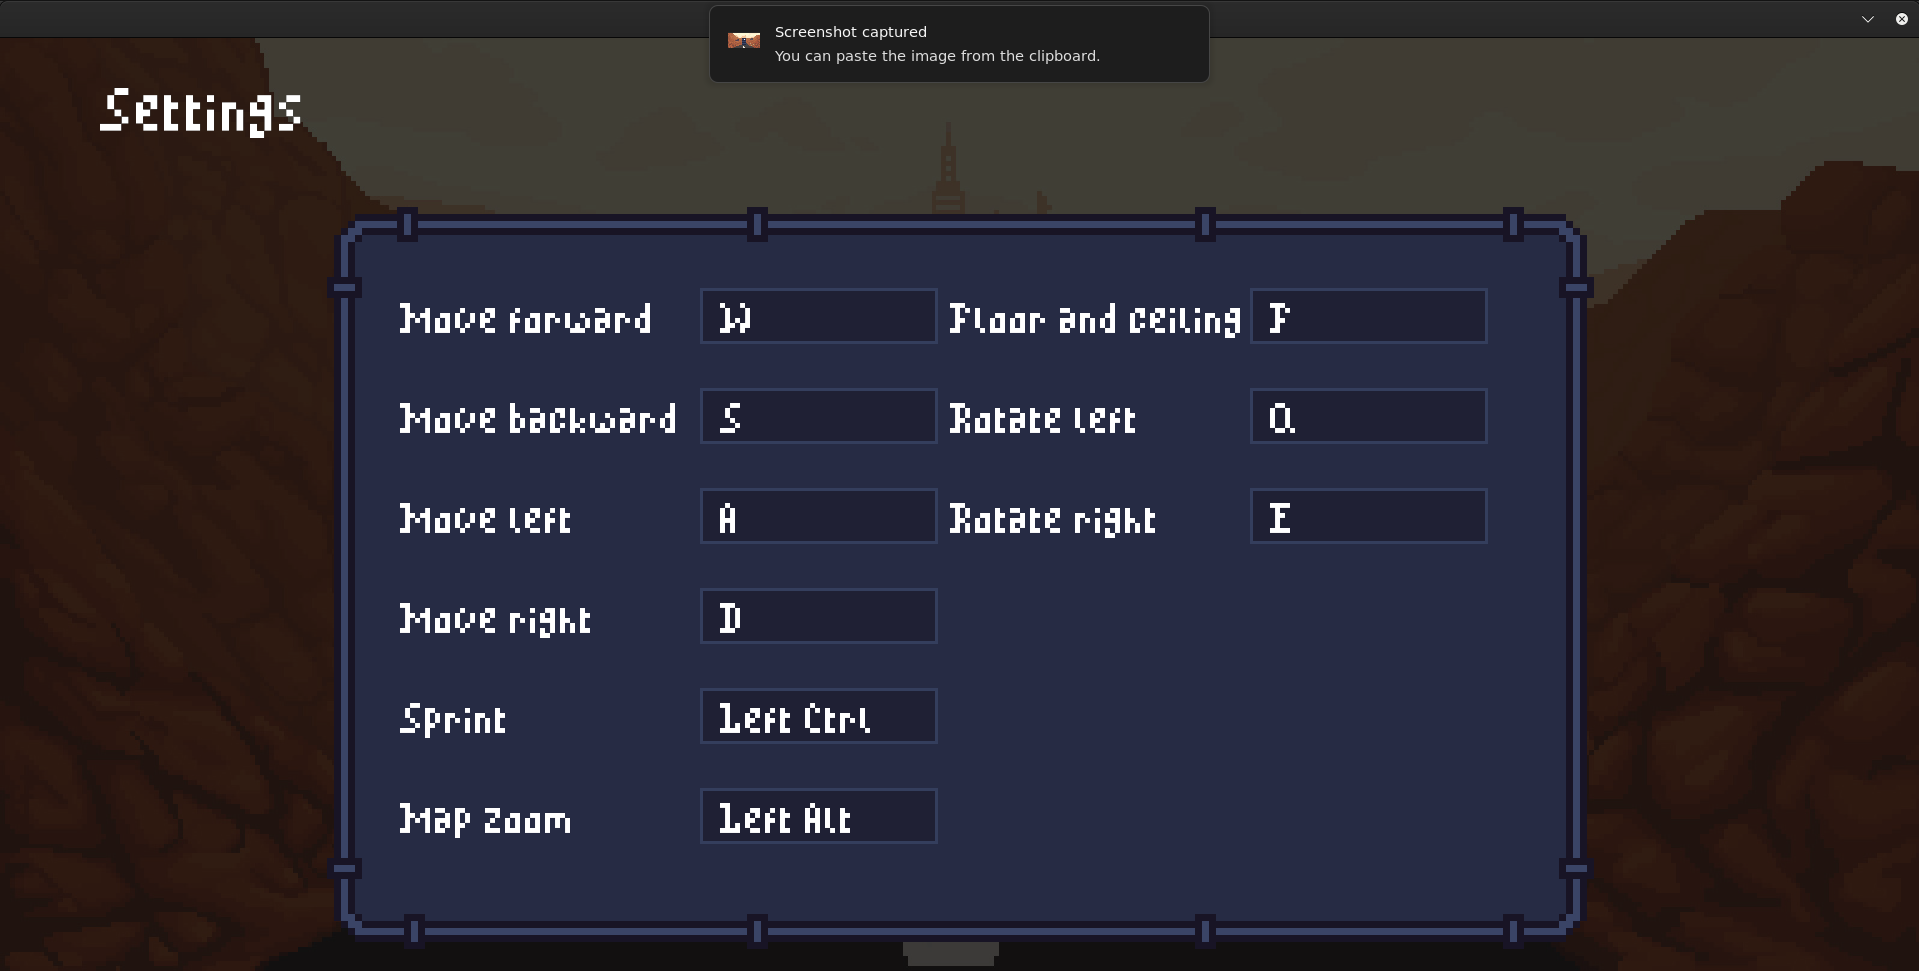 Screenshot captured
You can paste the image from the clipboard.
Settings
Move forward W Floor and ceiling F
Move backward S Rotate left Q
Move left A Rotate right E
Move right D
Sprint Left Ctrl
Map zoom Left Alt